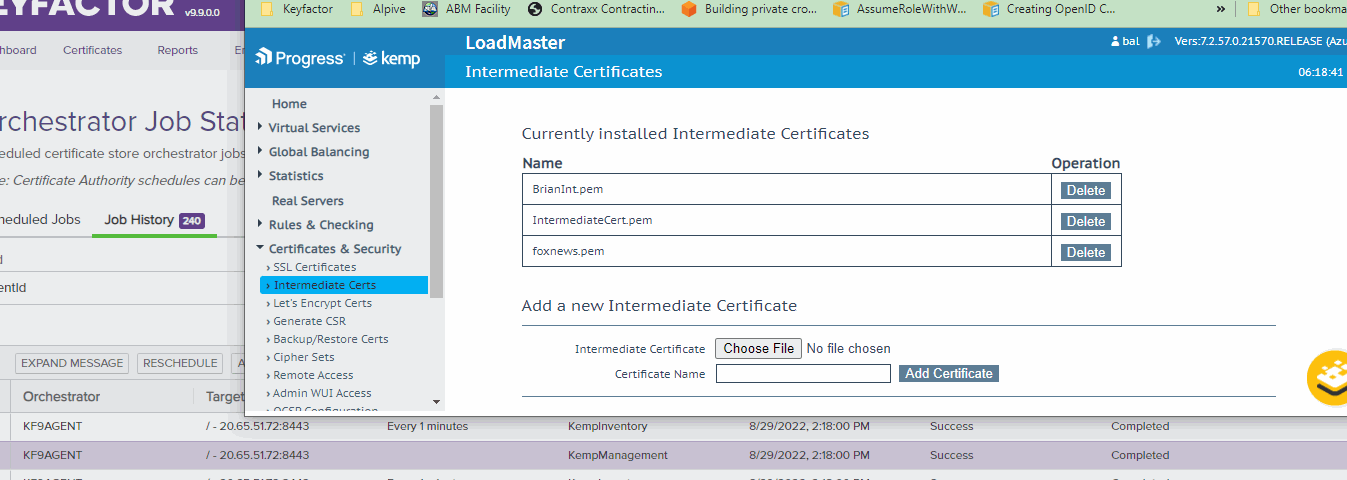 EYFACTOR v9.9.0.0
Keyfactor Alpive ABM Facility Contraxx Contractin... Building private cro... AssumeRoleWithW... Creating OpenID C... » Other bookma
hboard Certificates Reports
Progress® | kemp
LoadMaster
bal Vers:7.2.57.0.21570.RELEASE (Azu
Intermediate Certificates
06:18:41
rchestrator Job Stat
eduled certificate store orchestrator jobs
e: Certificate Authority schedules can be
heduled Jobs Job History 240
d
entId
EXPAND MESSAGE RESCHEDULE A
Home
Virtual Services
Global Balancing
Statistics
Real Servers
Rules & Checking
Certificates & Security
› SSL Certificates
› Intermediate Certs
› Let's Encrypt Certs
› Generate CSR
› Backup/Restore Certs
› Cipher Sets
› Remote Access
› Admin WUI Access
› OCSP Configuration
Currently installed Intermediate Certificates
Name Operation
BrianInt.pem Delete
IntermediateCert.pem Delete
foxnews.pem Delete
Add a new Intermediate Certificate
Intermediate Certificate Choose File No file chosen
Certificate Name Add Certificate
Orchestrator Target
KF9AGENT / - 20.65.51.72:8443 Every 1 minutes KempInventory 8/29/2022, 2:18:00 PM Success Completed
KF9AGENT / - 20.65.51.72:8443 KempManagement 8/29/2022, 2:18:00 PM Success Completed